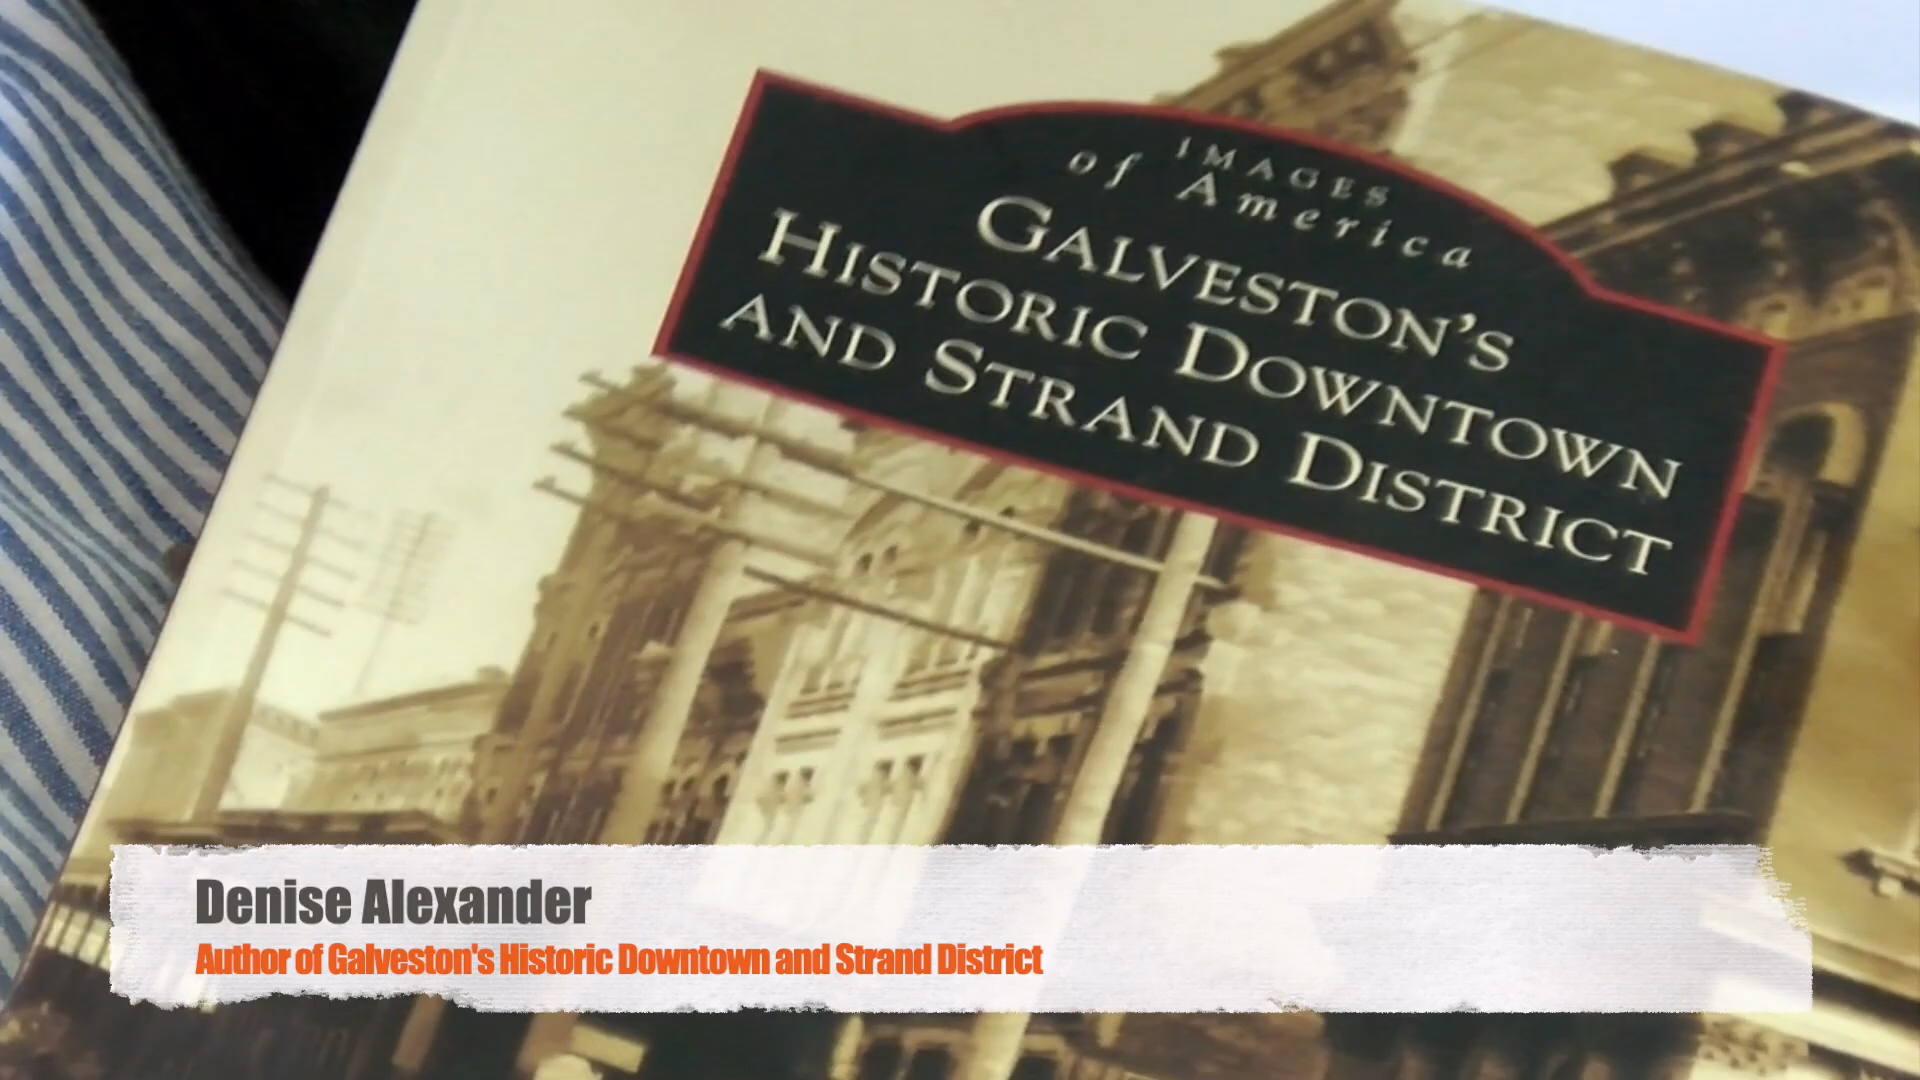 IMAGES
of America
GALVESTON'S
HISTORIC DOWNTOWN
AND STRAND DISTRICT
Denise Alexander
Author of Galveston's Historic Downtown and Strand District